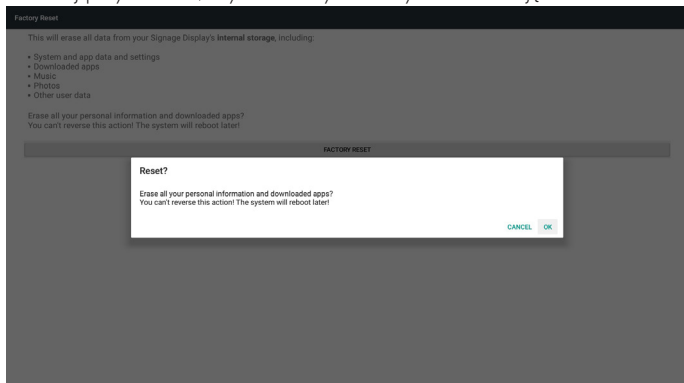 Factory Reset
This will erase all data from your Signage Display's Internal storage, including:
• System and app data and settings
• Downloaded apps
• Music
• Photos
• Other user data
Erase all your personal information and downloaded apps?
You can't reverse this action! The system will reboot later!
FACTORY RESET
Reset?
Erase all your personal information and downloaded apps?
You can't reverse this action! The system will reboot later!
CANCEL OK